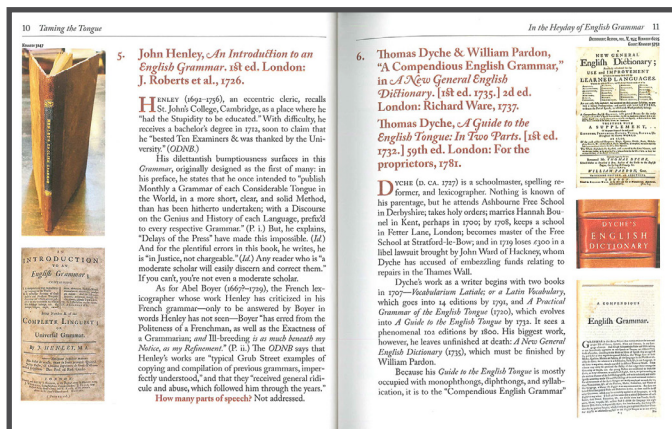 10 Taming the Tongue
5. John Henley, An Introduction to an
English Grammar. 1st ed. London:
J. Roberts et al., 1726.
HENLEY (1692–1756), an eccentric cleric, recalls
St. John's College, Cambridge, as a place where he
"had the Stupidity to be educated." With difficulty, he
receives a bachelor's degree in 1712, soon to claim that
he "bested Ten Examiners & was thanked by the Uni-
versity." (ODNB.)
His dilettantish bumptiousness surfaces in this
Grammar, originally designed as the first of many: in
his preface, he states that he once intended to "publish
Monthly a Grammar of each Considerable Tongue in
the World, in a more short, clear, and solid Method,
than has been hitherto undertaken; with a Discourse
on the Genius and History of each Language, prefix'd
to every respective Grammar." (P. i.) But, he explains,
"Delays of the Press" have made this impossible. (Id.)
And for the plentiful errors in this book, he writes, he
is "in Justice, not chargeable." (Id.) Any reader who is "a
moderate scholar will easily discern and correct them."
If you can't, you're not even a moderate scholar.
As for Abel Boyer (1667?–1729), the French lex-
icographer whose work Henley has criticized in his
French grammar—only to be answered by Boyer in
words Henley has not seen—Boyer "has erred from the
Politeness of a Frenchman, as well as the Exactness of
a Grammarian; and Ill-breeding is as much beneath my
Notice, as my Refinement." (P. ii.) The ODNB says that
Henley's works are "typical Grub Street examples of
copying and compilation of previous grammars, imper-
fectly understood," and that they "received general ridi-
cule and abuse, which followed him through the years."
How many parts of speech? Not addressed.
AN
INTRODUCTION
TO AN
English Grammar;
COMPLETE LINGUIST;
Universal Grammar
By J. HENLEY, M.A.
LONDON
In the Heyday of English Grammar 11
6. Thomas Dyche & William Pardon,
"A Compendious English Grammar,"
in A New General English
Dictionary. [1st ed. 1735.] 2d ed.
London: Richard Ware, 1737.
Thomas Dyche, A Guide to the
English Tongue: In Two Parts. [1st ed.
1732.] 59th ed. London: For the
proprietors, 1781.
DYCHE (D. CA. 1727) is a schoolmaster, spelling re-
former, and lexicographer. Nothing is known of
his parentage, but he attends Ashbourne Free School
in Derbyshire; takes holy orders; marries Hannah Bou-
nel in Kent, perhaps in 1700; by 1708, keeps a school
in Fetter Lane, London; becomes master of the Free
School at Stratford-le-Bow; and in 1719 loses £300 in a
libel lawsuit brought by John Ward of Hackney, whom
Dyche has accused of embezzling funds relating to
repairs in the Thames Wall.
Dyche's work as a writer begins with two books
in 1707—Vocabularium Latiale; or a Latin Vocabulary,
which goes into 14 editions by 1791, and A Practical
Grammar of the English Tongue (1720), which evolves
into A Guide to the English Tongue by 1732. It sees a
phenomenal 102 editions by 1800. His biggest work,
however, he leaves unfinished at death: A New General
English Dictionary (1735), which must be finished by
William Pardon.
Because his Guide to the English Tongue is mostly
occupied with monophthongs, diphthongs, and syllab-
ication, it is to the "Compendious English Grammar"
A
NEW GENERAL
English Dictionary;
USE and IMPROVEMENT
LEARNED LANGUAGES
A SUPPLEMENT
DYCHE'S
ENGLISH
DICTIONARY
A COMPENDIOUS
English Grammar.